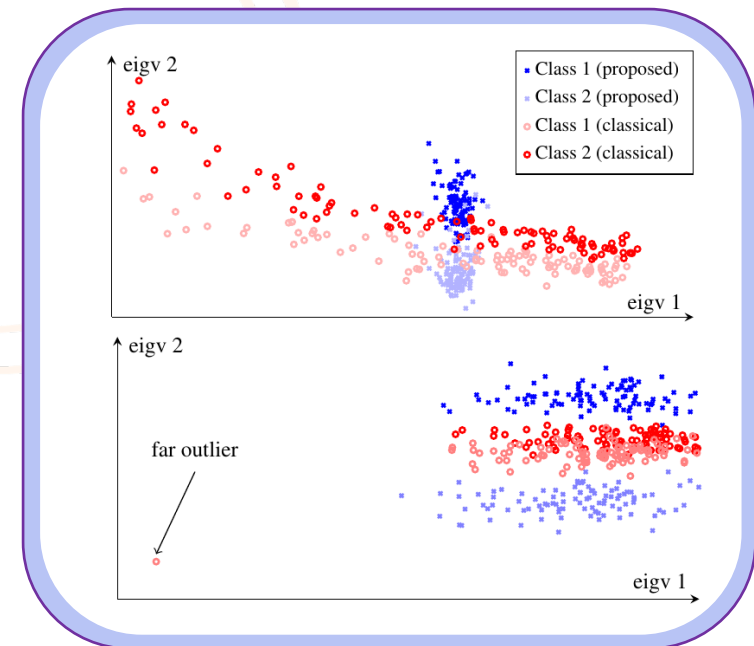 eigv 2
Class 1 (proposed)
Class 2 (proposed)
Class 1 (classical)
Class 2 (classical)
eigv 1
eigv 2
far outlier
eigv 1